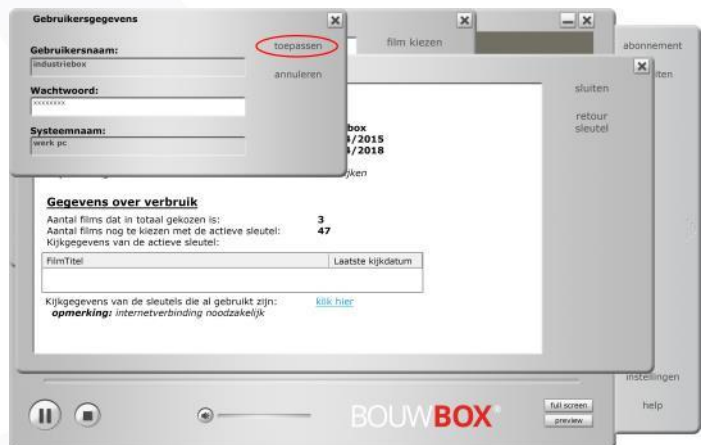 Gebruikersgegevens
Gebruikersnaam:
industriebox
Wachtwoord:
xxxxxxxx
Systeemnaam:
werk pc
toepassen
annuleren
film kiezen
abonnement
sluiten
retour
sleutel
Gegevens over verbruik
Aantal films dat in totaal gekozen is: 3
Aantal films nog te kiezen met de actieve sleutel: 47
Kijkgegevens van de actieve sleutel:
FilmTitel Laatste kijkdatum
Kijkgegevens van de sleutels die al gebruikt zijn: klik hier
opmerking: internetverbinding noodzakelijk
instellingen
help
BOUWBOX®
full screen
preview